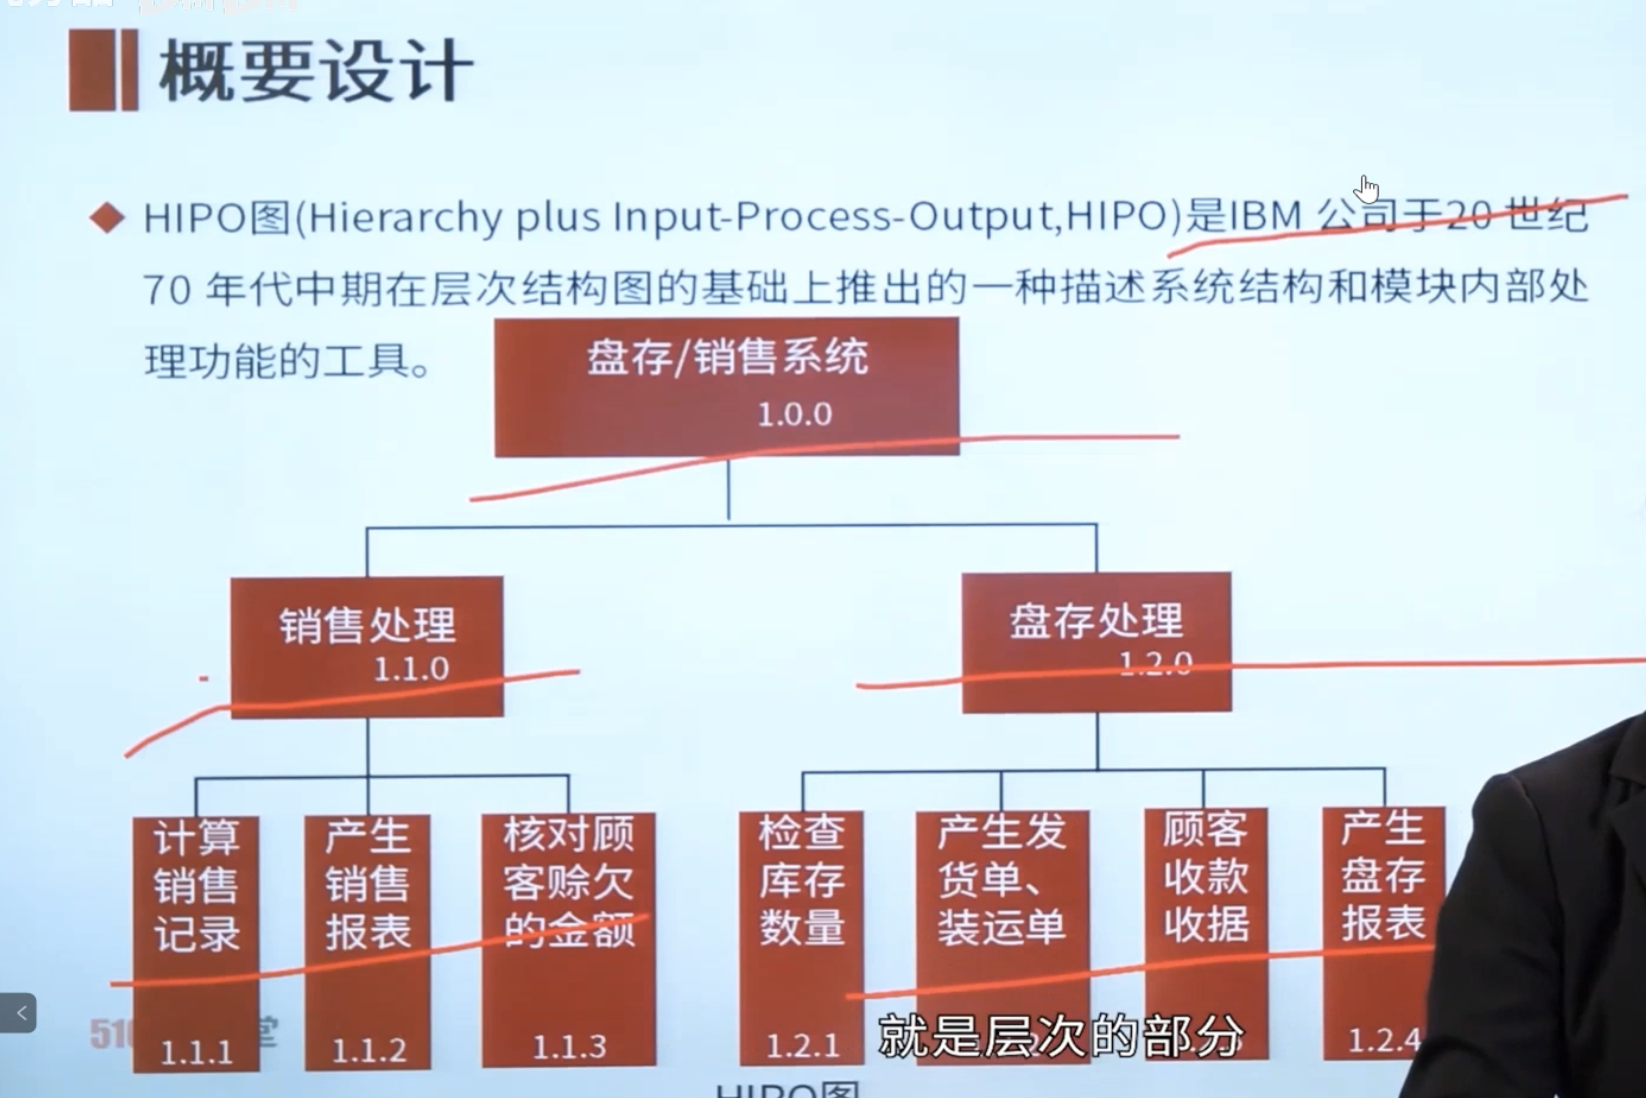 概要设计
HIPO图(Hierarchy plus Input-Process-Output,HIPO)是IBM 公司于20 世纪
70 年代中期在层次结构图的基础上推出的一种描述系统结构和模块内部处
理功能的工具。
盘存/销售系统
1.0.0
销售处理
1.1.0
盘存处理
1.2.0
计算
销售
记录
1.1.1
产生
销售
报表
1.1.2
核对顾
客赊欠
的金额
1.1.3
检查
库存
数量
1.2.1
产生发
货单、
装运单
顾客
收款
收据
产生
盘存
报表
1.2.4
就是层次的部分
HIPO图